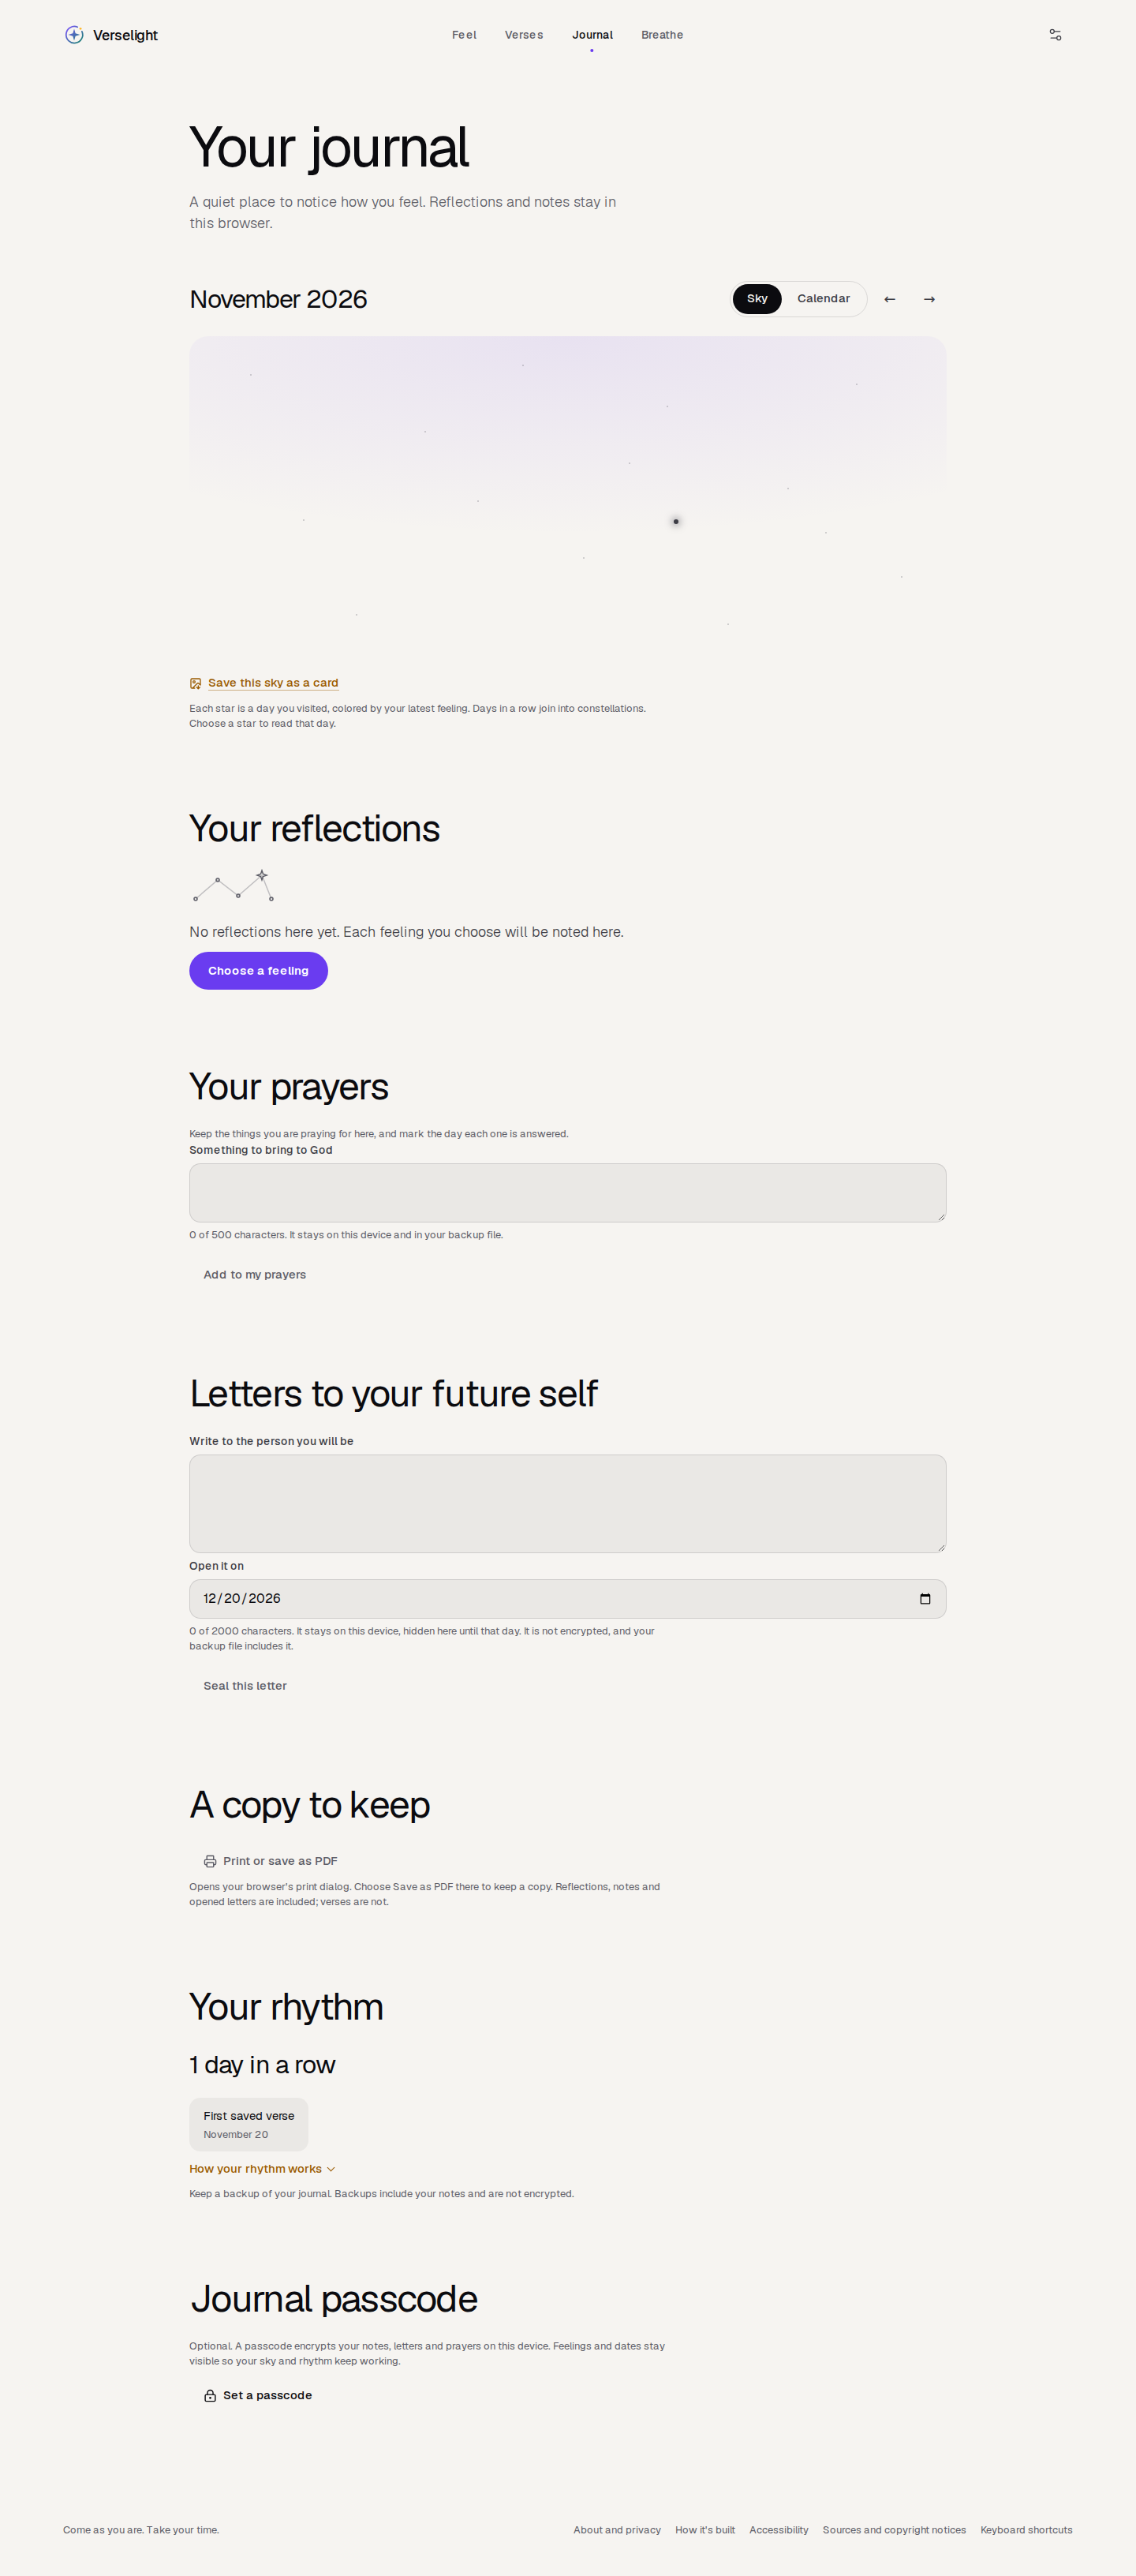 Verselight
Feel
Verses
Journal
Breathe
Your journal
A quiet place to notice how you feel. Reflections and notes stay in
this browser.
November 2026
Sky
Calendar
Save this sky as a card
Each star is a day you visited, colored by your latest feeling. Days in a row join into constellations.
Choose a star to read that day.
Your reflections
No reflections here yet. Each feeling you choose will be noted here.
Choose a feeling
Your prayers
Keep the things you are praying for here, and mark the day each one is answered.
Something to bring to God
0 of 500 characters. It stays on this device and in your backup file.
Add to my prayers
Letters to your future self
Write to the person you will be
Open it on
12/20/2026
0 of 2000 characters. It stays on this device, hidden here until that day. It is not encrypted, and your
backup file includes it.
Seal this letter
A copy to keep
Print or save as PDF
Opens your browser's print dialog. Choose Save as PDF there to keep a copy. Reflections, notes and
opened letters are included; verses are not.
Your rhythm
1 day in a row
First saved verse
November 20
How your rhythm works
Keep a backup of your journal. Backups include your notes and are not encrypted.
Journal passcode
Optional. A passcode encrypts your notes, letters and prayers on this device. Feelings and dates stay
visible so your sky and rhythm keep working.
Set a passcode
Come as you are. Take your time.
About and privacy
How it's built
Accessibility
Sources and copyright notices
Keyboard shortcuts